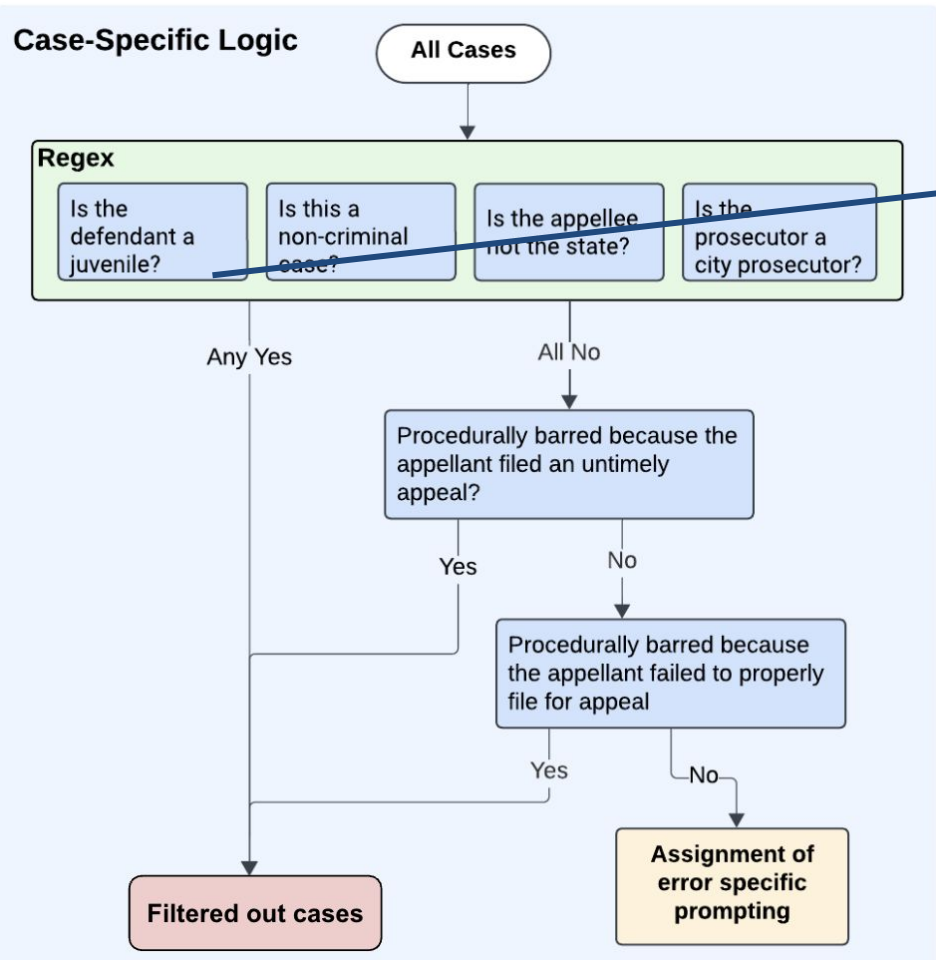 Case-Specific Logic
All Cases
Regex
Is the
defendant a
juvenile?
Is this a
non-criminal
case?
Is the appellee
not the state?
Is the
prosecutor a
city prosecutor?
Any Yes
All No
Procedurally barred because the
appellant filed an untimely
appeal?
Yes
No
Procedurally barred because
the appellant failed to properly
file for appeal
Yes
No
Assignment of
error specific
prompting
Filtered out cases